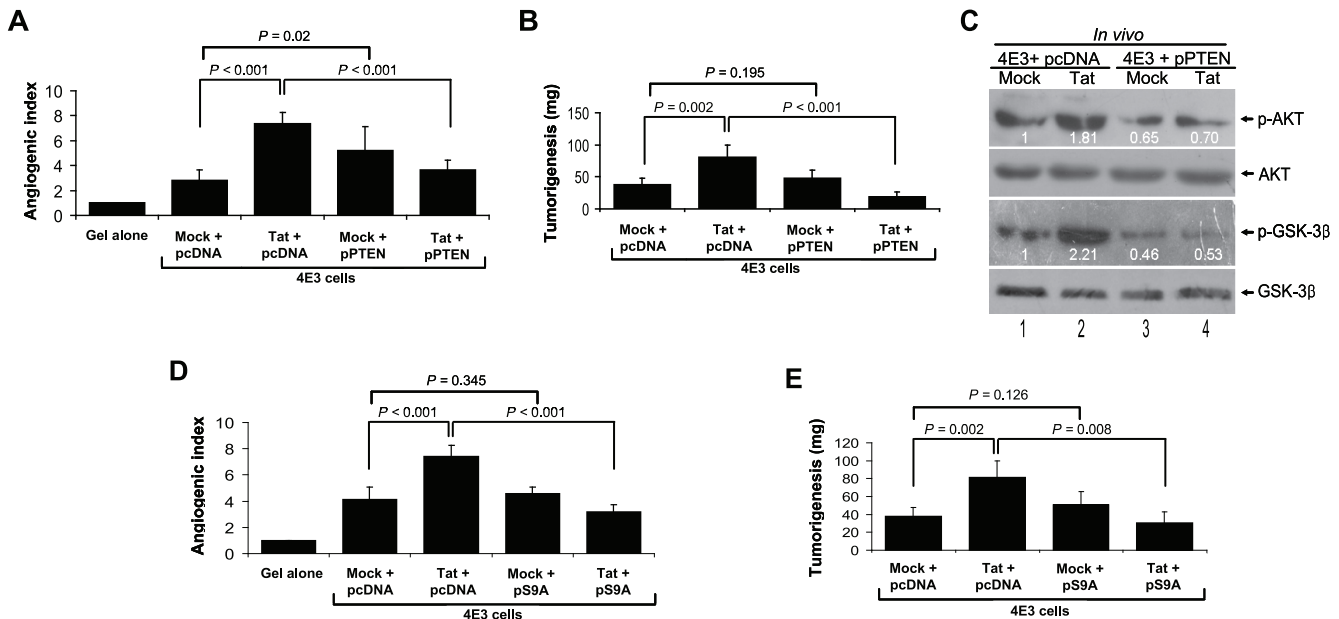 A
P = 0.02
P < 0.001
P < 0.001
Angiogenic index
10
8
6
4
2
0
Gel alone
Mock +
pcDNA
Tat +
pcDNA
Mock +
pPTEN
Tat +
pPTEN
4E3 cells
B
P = 0.195
P = 0.002
P < 0.001
Tumorigenesis (mg)
150
100
50
0
Mock +
pcDNA
Tat +
pcDNA
Mock +
pPTEN
Tat +
pPTEN
4E3 cells
C
In vivo
4E3+ pcDNA
4E3 + pPTEN
Mock
Tat
Mock
Tat
p-AKT
1
1.81
0.65
0.70
AKT
p-GSK-3β
1
2.21
0.46
0.53
GSK-3β
1
2
3
4
D
P = 0.345
P < 0.001
P < 0.001
Angiogenic index
10
8
6
4
2
0
Gel alone
Mock +
pcDNA
Tat +
pcDNA
Mock +
pS9A
Tat +
pS9A
4E3 cells
E
P = 0.126
P = 0.002
P = 0.008
Tumorigenesis (mg)
120
100
80
60
40
20
0
Mock +
pcDNA
Tat +
pcDNA
Mock +
pS9A
Tat +
pS9A
4E3 cells